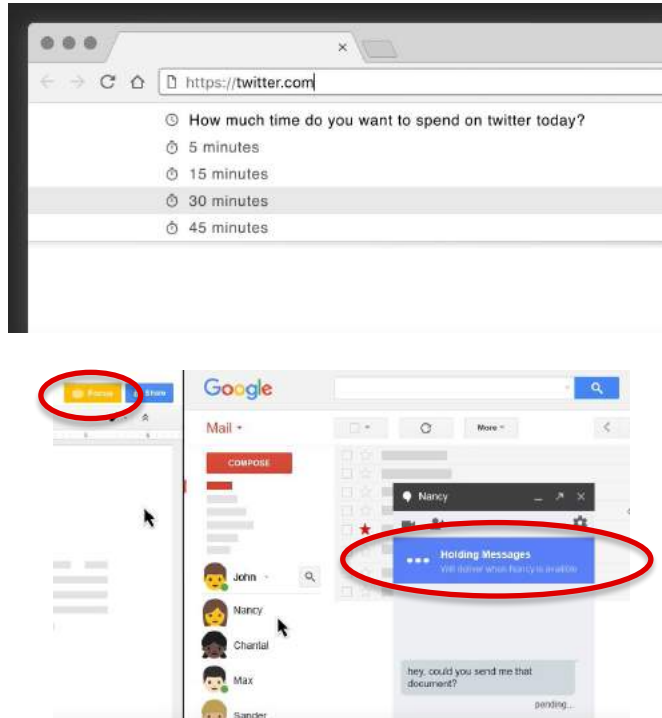 https://twitter.com
How much time do you want to spend on twitter today?
5 minutes
15 minutes
30 minutes
45 minutes
Focus
Share
Google
Mail
More
COMPOSE
Nancy
Holding Messages
Will deliver when Nancy is available
John
Nancy
Chantal
Max
Sander
hey, could you send me that
document?
pending...